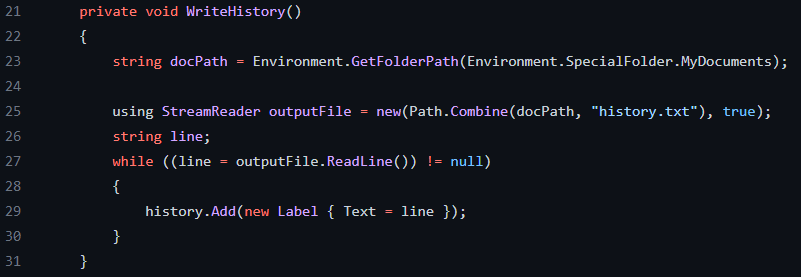 21 private void WriteHistory()
22 {
23 string docPath = Environment.GetFolderPath(Environment.SpecialFolder.MyDocuments);
24
25 using StreamReader outputFile = new(Path.Combine(docPath, "history.txt"), true);
26 string line;
27 while ((line = outputFile.ReadLine()) != null)
28 {
29 history.Add(new Label { Text = line });
30 }
31 }